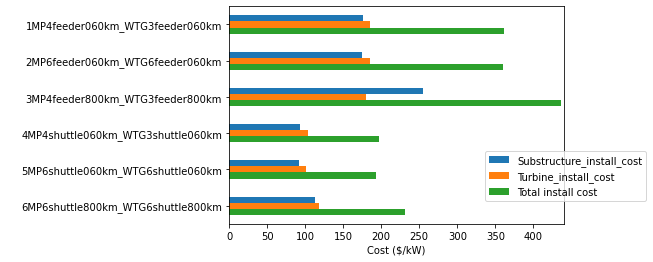 1MP4feeder060km_WTG3feeder060km
2MP6feeder060km_WTG6feeder060km
3MP4feeder800km_WTG3feeder800km
4MP4shuttle060km_WTG3shuttle060km
5MP6shuttle060km_WTG6shuttle060km
6MP6shuttle800km_WTG6shuttle800km
Substructure_install_cost
Turbine_install_cost
Total install cost
0 50 100 150 200 250 300 350 400
Cost ($/kW)